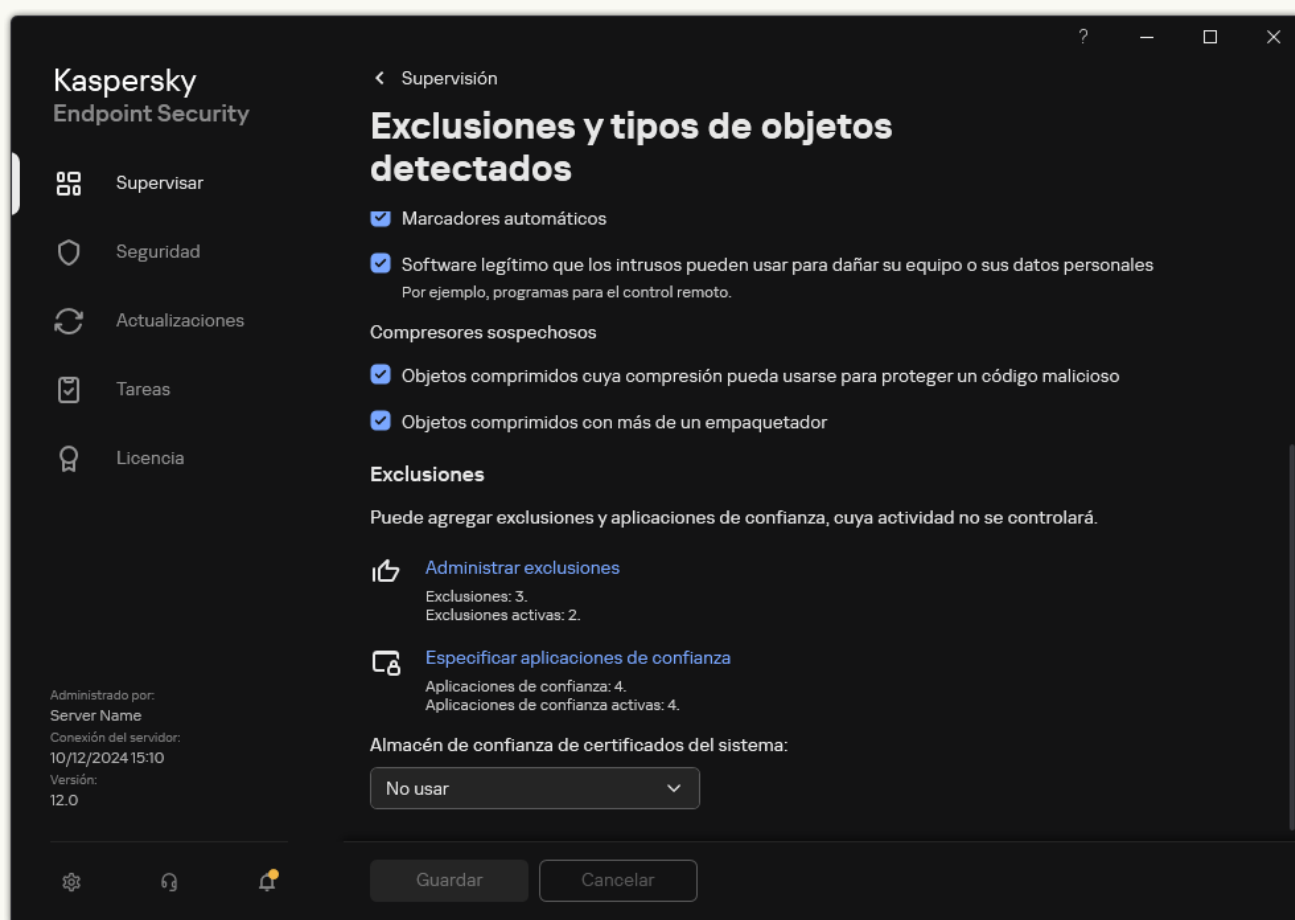 ?
Kaspersky
Endpoint Security
Supervisar
Seguridad
Actualizaciones
Tareas
Licencia
Administrado por:
Server Name
Conexión del servidor:
10/12/2024 15:10
Versión:
12.0
Supervisión
Exclusiones y tipos de objetos
detectados
Marcadores automáticos
Software legítimo que los intrusos pueden usar para dañar su equipo o sus datos personales
Por ejemplo, programas para el control remoto.
Compresores sospechosos
Objetos comprimidos cuya compresión pueda usarse para proteger un código malicioso
Objetos comprimidos con más de un empaquetador
Exclusiones
Puede agregar exclusiones y aplicaciones de confianza, cuya actividad no se controlará.
Administrar exclusiones
Exclusiones: 3.
Exclusiones activas: 2.
Especificar aplicaciones de confianza
Aplicaciones de confianza: 4.
Aplicaciones de confianza activas: 4.
Almacén de confianza de certificados del sistema:
No usar
Guardar
Cancelar